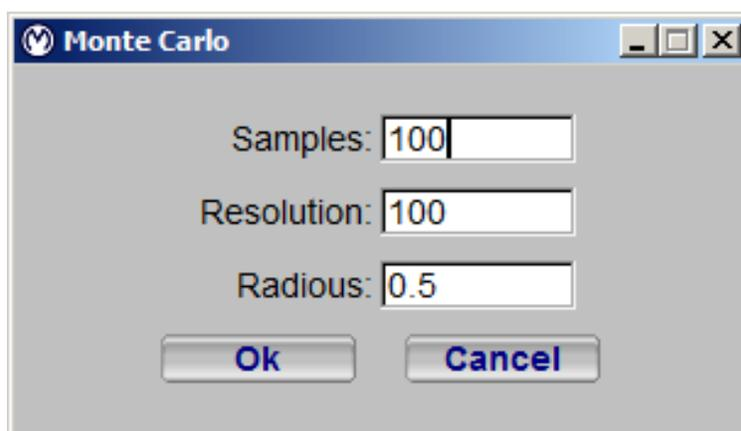 Monte Carlo
Samples: 100
Resolution: 100
Radious: 0.5
Ok Cancel